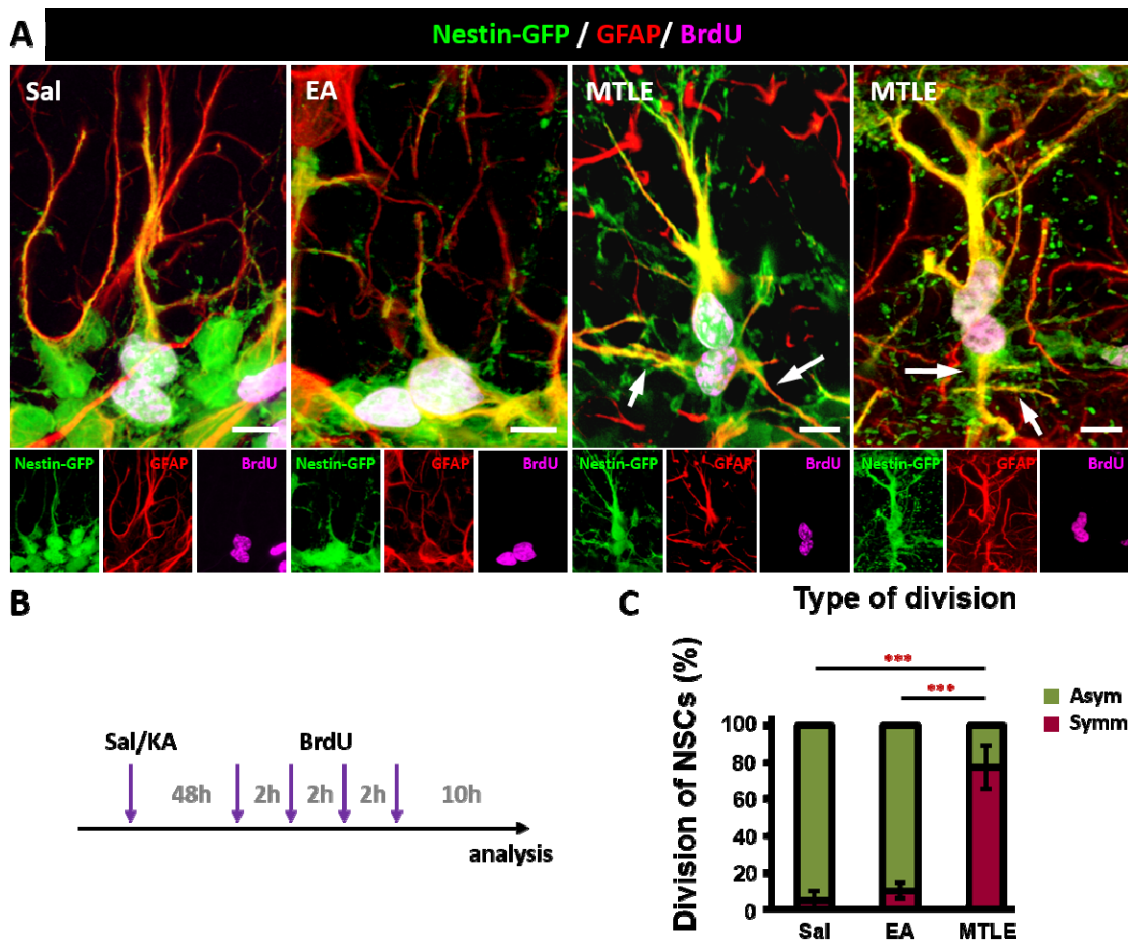 A
Nestin-GFP / GFAP/ BrdU
Sal
EA
MTLE
MTLE
Nestin-GFP
GFAP
BrdU
Nestin-GFP
GFAP
BrdU
Nestin-GFP
GFAP
BrdU
Nestin-GFP
GFAP
BrdU
B
Sal/KA
BrdU
48h
2h
2h
2h
10h
analysis
C
Type of division
Division of NSCs (%)
***
***
Asym
Symm
100
80
60
40
20
0
Sal
EA
MTLE